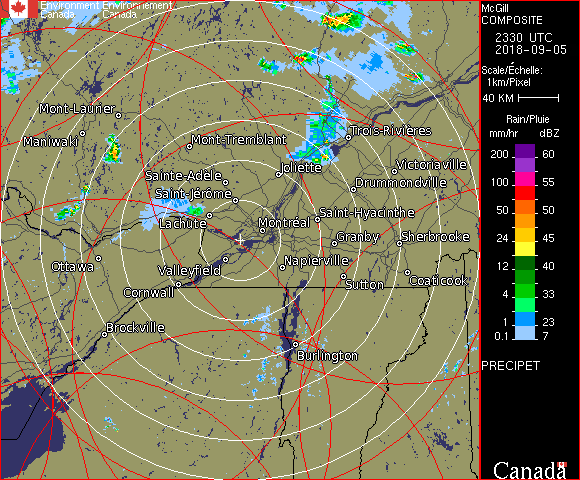 Environment Environnement
Canada Canada
McGill
COMPOSITE
2330 UTC
2018-09-05
Scale/Échelle:
1km/Pixel
40 KM
Rain/Pluie
mm/hr dBZ
200 60
150 57
100 55
50 50
24 45
12 40
4 33
1 23
0.1 7
PRECIPET
Canada
Mont-Laurier
Maniwaki
Mont-Tremblant
Trois-Rivières
Joliette
Victoriaville
Sainte-Adèle
Drummondville
Saint-Jérôme
Lachute
Saint-Hyacinthe
Montréal
Granby
Sherbrooke
Ottawa
Valleyfield
Napierville
Cornwall
Sutton
Coaticook
Brockville
Burlington